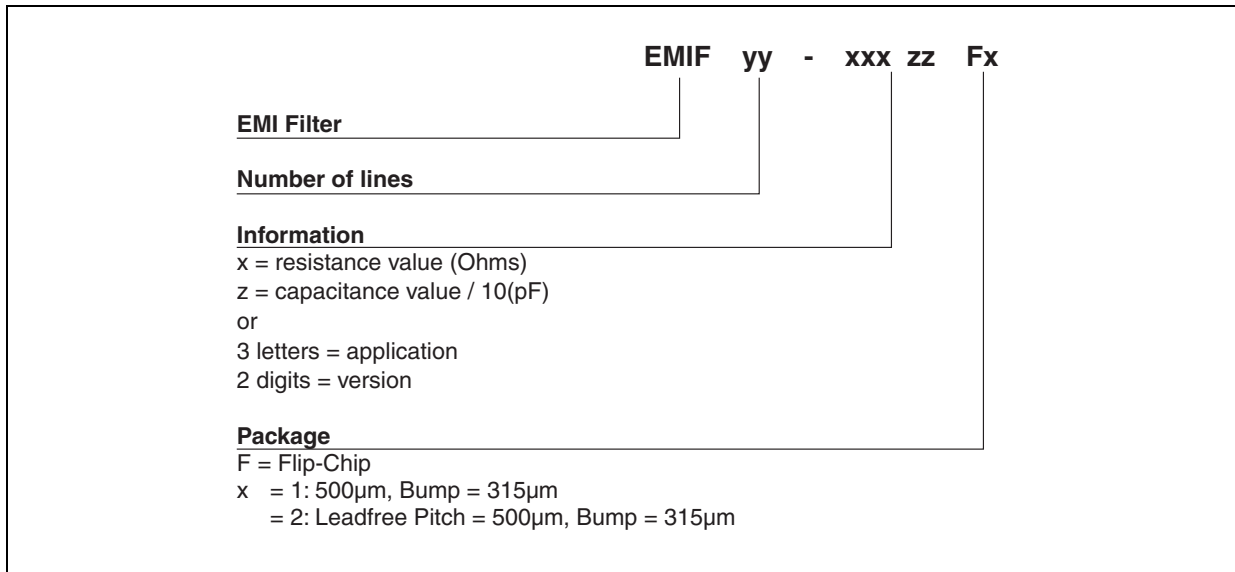 EMIF yy - xxx zz Fx
EMI Filter
Number of lines
Information
x = resistance value (Ohms)
z = capacitance value / 10(pF)
or
3 letters = application
2 digits = version
Package
F = Flip-Chip
x = 1: 500µm, Bump = 315µm
= 2: Leadfree Pitch = 500µm, Bump = 315µm